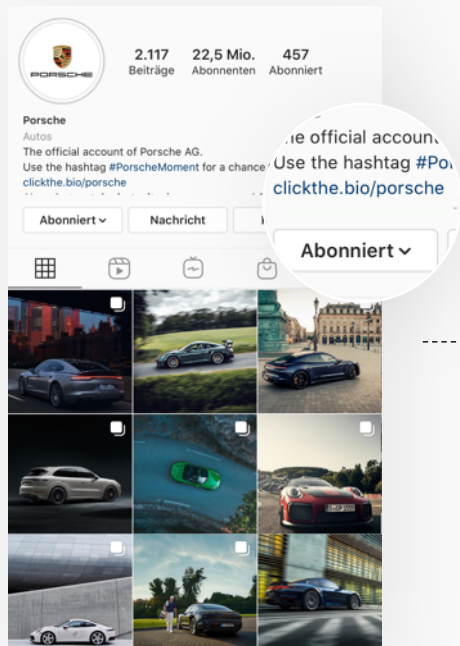 PORSCHE
2.117 22,5 Mio. 457
Beiträge Abonnenten Abonniert
Porsche
Autos
The official account of Porsche AG.
Use the hashtag #PorscheMoment for a chance
clickthe.bio/porsche
Abonniert
Nachricht
official account
Use the hashtag #Po
clickthe.bio/porsche
Abonniert